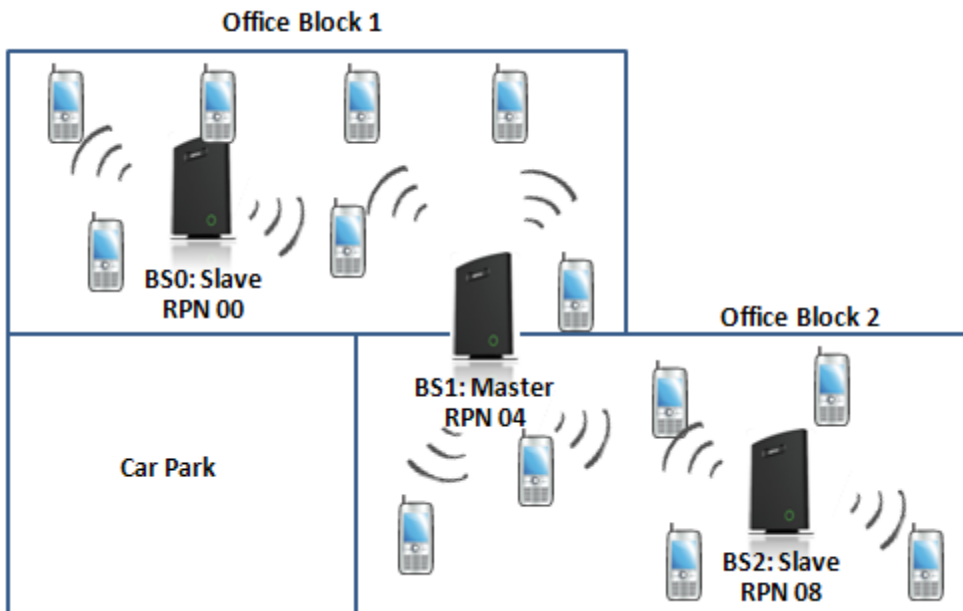 Office Block 1
BS0: Slave
RPN 00
Office Block 2
BS1: Master
RPN 04
Car Park
BS2: Slave
RPN 08